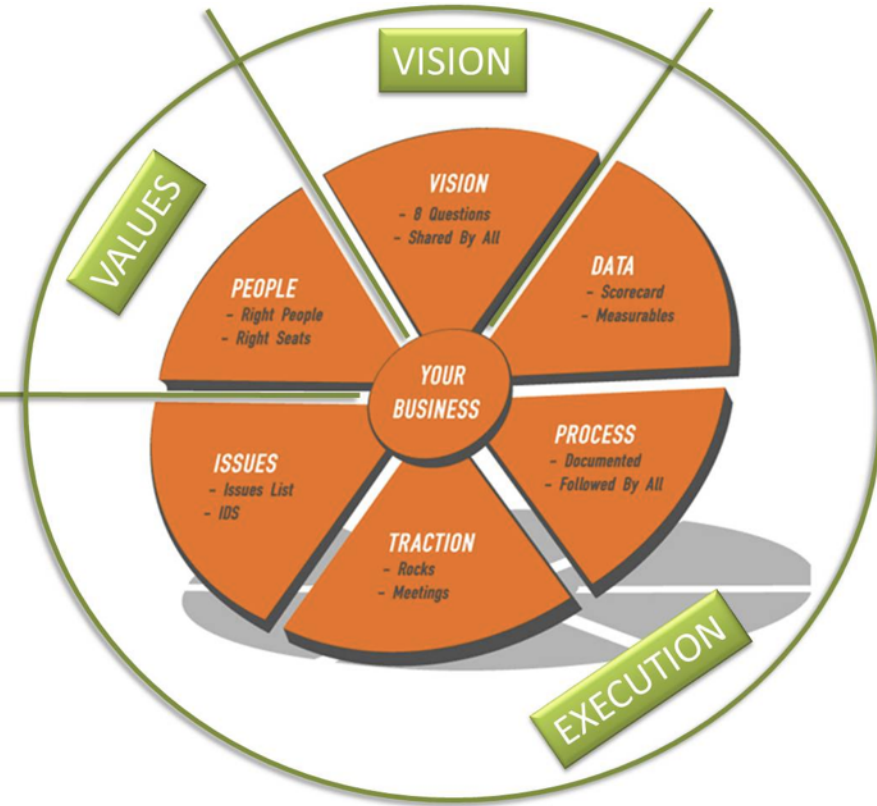 VISION
VALUES
VISION
- 8 Questions
- Shared By All
DATA
- Scorecard
- Measurables
PEOPLE
- Right People
- Right Seats
YOUR
BUSINESS
PROCESS
- Documented
- Followed By All
ISSUES
- Issues List
- IDS
TRACTION
- Rocks
- Meetings
EXECUTION